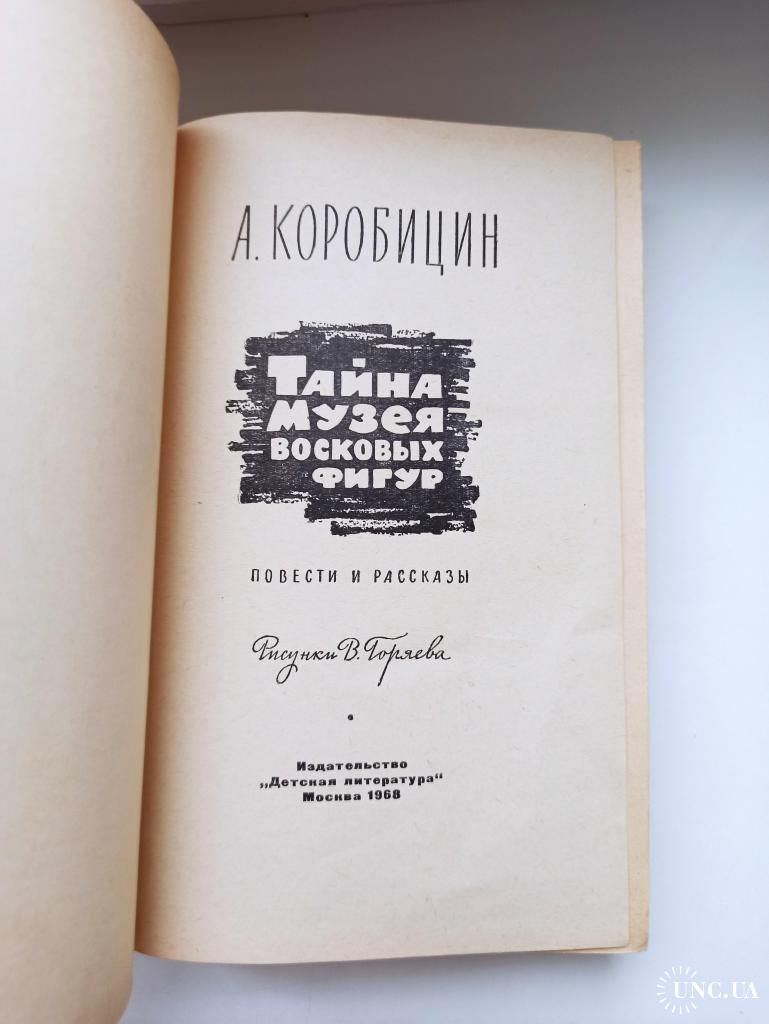 А. КОРОБИЦИН
ТАЙНА
МУЗЕЯ
ВОСКОВЫХ
ФИГУР
ПОВЕСТИ И РАССКАЗЫ
Рисунки В. Горяева
Издательство
„Детская литература“
Москва 1968
UNC.UA